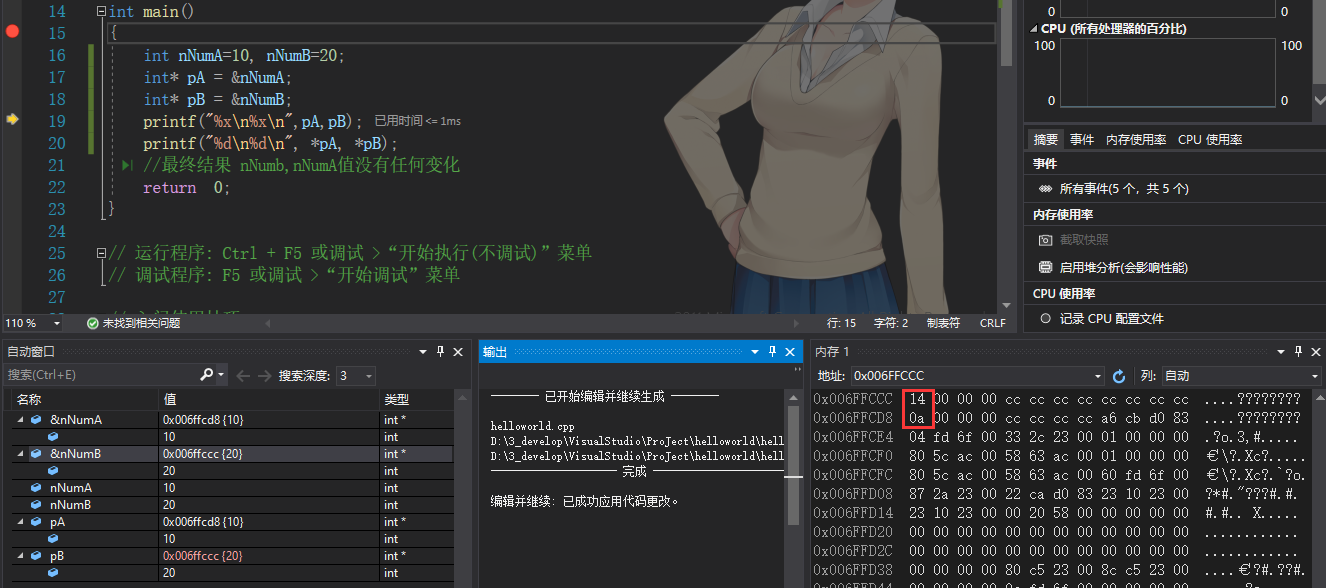 14 int main()
15 {
16 int nNumA=10, nNumB=20;
17 int* pA = &nNumA;
18 int* pB = &nNumB;
19 printf("%x\n%x\n",pA,pB); 已用时间 <= 1ms
20 printf("%d\n%d\n", *pA, *pB);
21 //最终结果 nNumb,nNumA值没有任何变化
22 return 0;
23 }
24
25 // 运行程序: Ctrl + F5 或调试 >“开始执行(不调试)”菜单
26 // 调试程序: F5 或调试 >“开始调试”菜单
27
110 % 未找到相关问题 行: 15 字符: 2 制表符 CRLF
0 0
CPU (所有处理器的百分比)
100 100
0 0
摘要 事件 内存使用率 CPU 使用率
事件
所有事件(5 个，共 5 个)
内存使用率
截取快照
启用堆分析(会影响性能)
CPU 使用率
记录 CPU 配置文件
自动窗口
搜索(Ctrl+E) 搜索深度: 3
名称 值 类型
&nNumA 0x006ffcd8 {10} int *
10 int
&nNumB 0x006ffccc {20} int *
20 int
nNumA 10 int
nNumB 20 int
pA 0x006ffcd8 {10} int *
10 int
pB 0x006ffccc {20} int *
20 int
输出
已开始编辑并继续生成
helloworld.cpp
D:\3_develop\VisualStudio\ProJect\helloworld\hell
D:\3_develop\VisualStudio\ProJect\helloworld\hell
完成
编辑并继续: 已成功应用代码更改。
内存 1
地址: 0x006FFCCC 列: 自动
0x006FFCCC 14 00 00 00 cc cc cc cc cc cc cc cc ....????????
0x006FFCD8 0a 00 00 00 cc cc cc cc a6 cb d0 83 ....????????
0x006FFCE4 04 fd 6f 00 33 2c 23 00 01 00 00 00 .?o.3,#.....
0x006FFCF0 80 5c ac 00 58 63 ac 00 01 00 00 00 €\?.Xc?.....
0x006FFCFC 80 5c ac 00 58 63 ac 00 60 fd 6f 00 €\?.Xc?.`?o.
0x006FFD08 87 2a 23 00 22 ca d0 83 23 10 23 00 ?*#."???#.#.
0x006FFD14 23 10 23 00 00 20 58 00 00 00 00 00 #.#.. X.....
0x006FFD20 00 00 00 00 00 00 00 00 00 00 00 00 ............
0x006FFD2C 00 00 00 00 00 00 00 00 00 00 00 00 ............
0x006FFD38 00 00 00 00 80 c5 23 00 8c c5 23 00 ....€?#.??#.